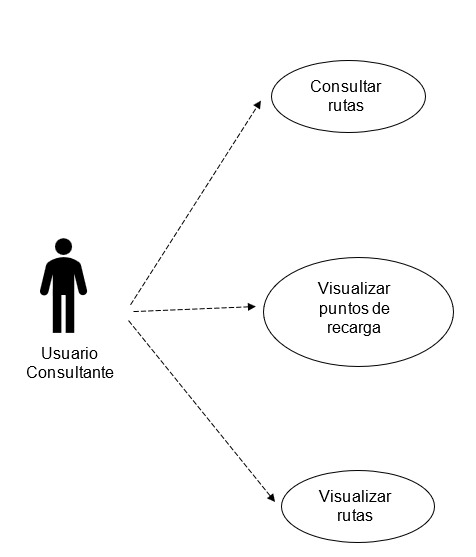 Consultar
rutas
Visualizar
puntos de
recarga
Usuario
Consultante
Visualizar
rutas